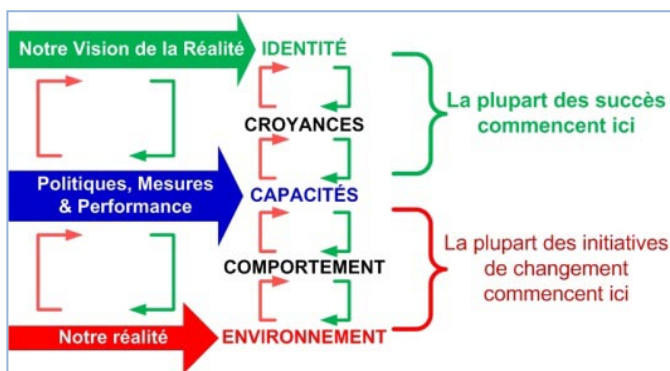 Notre Vision de la Réalité
IDENTITÉ
CROYANCES
La plupart des succès
commencent ici
Politiques, Mesures
& Performance
CAPACITÉS
COMPORTEMENT
La plupart des initiatives
de changement
commencent ici
Notre réalité
ENVIRONNEMENT